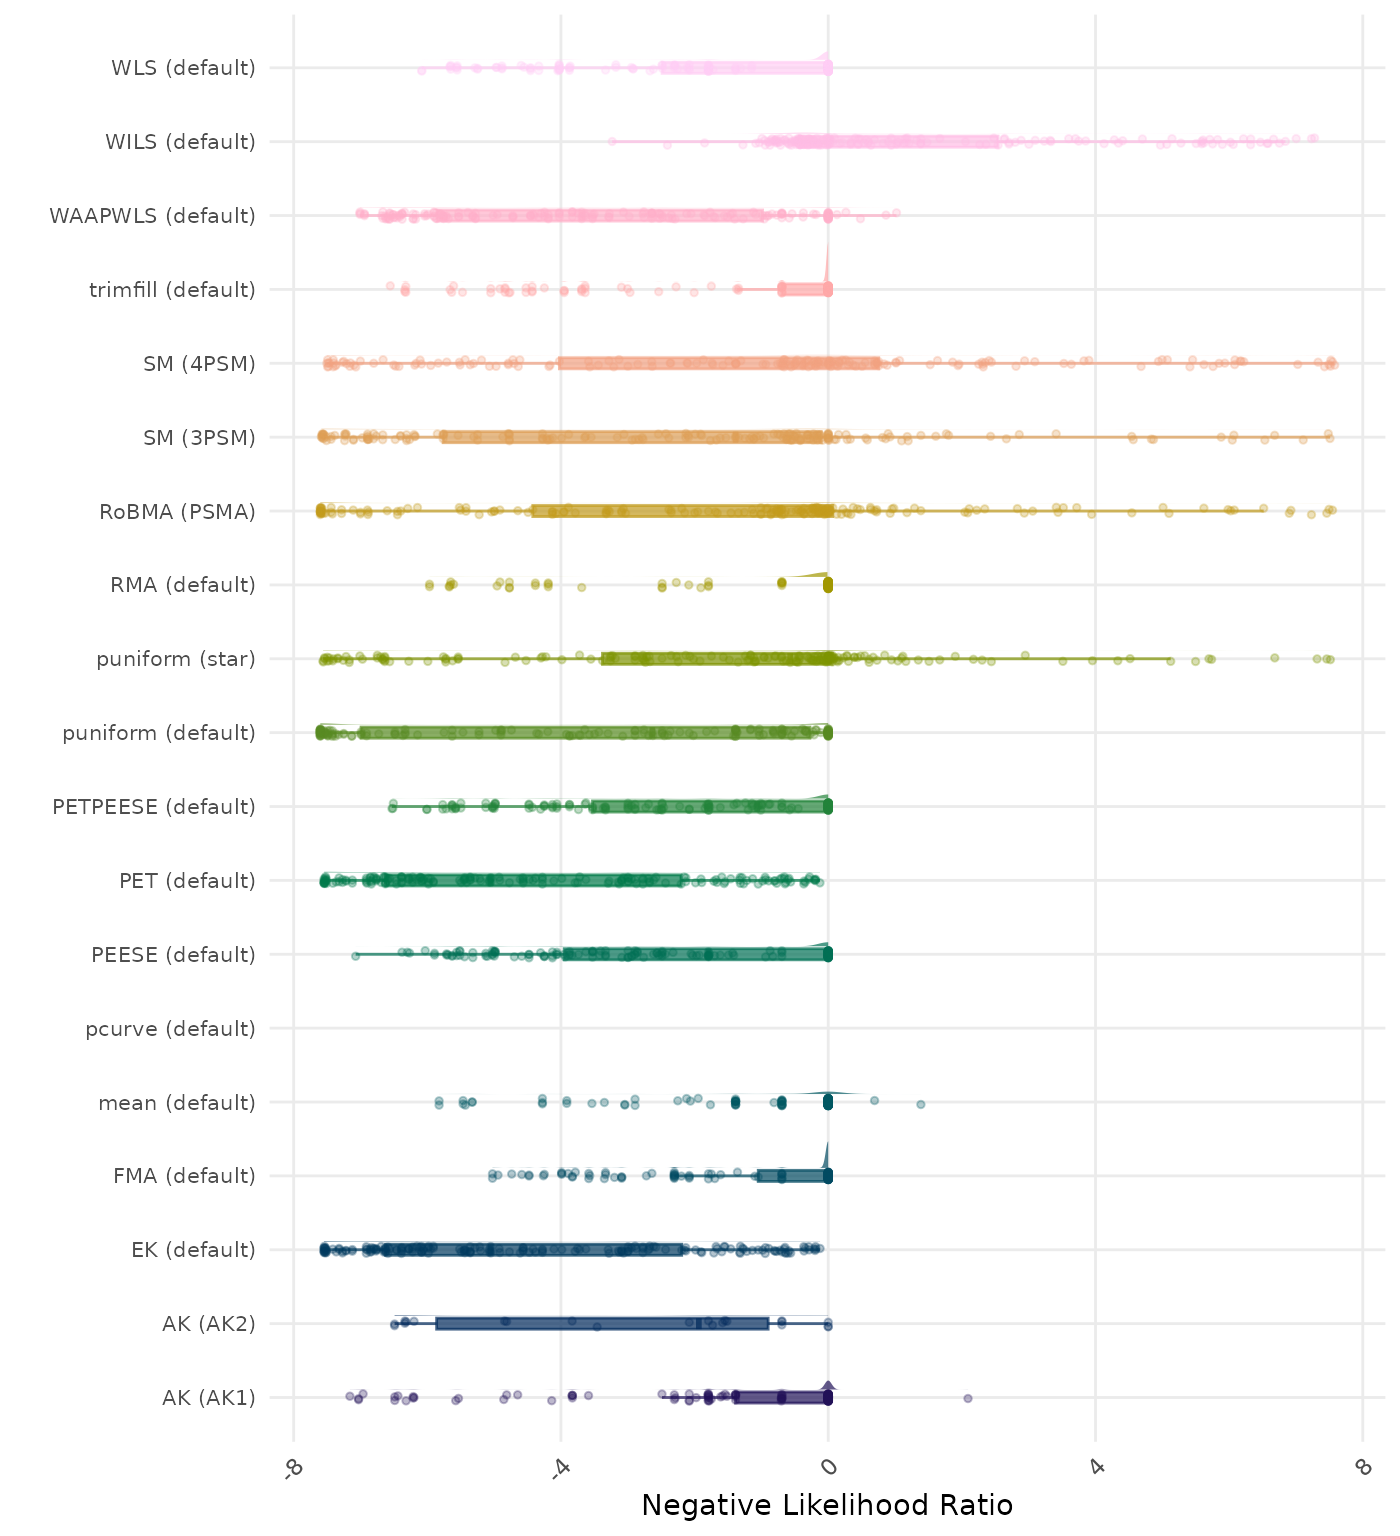 WLS (default)
WILS (default)
WAAPWLS (default)
trimfill (default)
SM (4PSM)
SM (3PSM)
RoBMA (PSMA)
RMA (default)
puniform (star)
puniform (default)
PETPEESE (default)
PET (default)
PEESE (default)
pcurve (default)
mean (default)
FMA (default)
EK (default)
AK (AK2)
AK (AK1)
-8 -4 0 4 8
Negative Likelihood Ratio